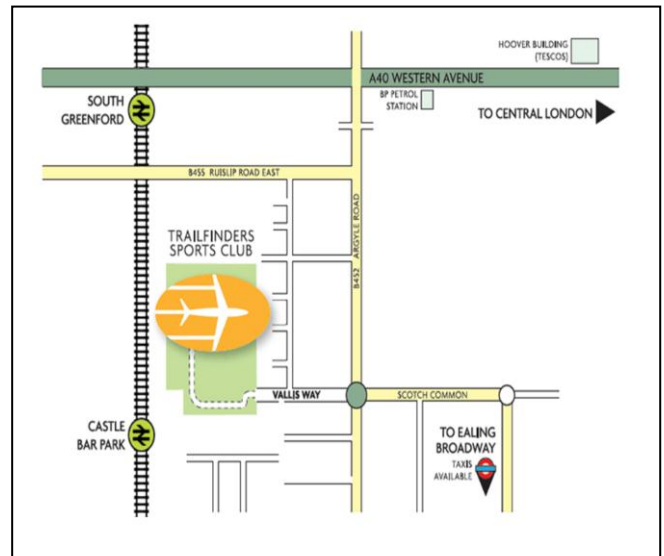 HOOVER BUILDING
(TESCOS)
A40 WESTERN AVENUE
BP PETROL
STATION
SOUTH
GREENFORD
TO CENTRAL LONDON
B455 RUISLIP ROAD EAST
TRAILFINDERS
SPORTS CLUB
B452 ARGYLE ROAD
VALLIS WAY
SCOTCH COMMON
CASTLE
BAR PARK
TO EALING
BROADWAY
TAXIS
AVAILABLE